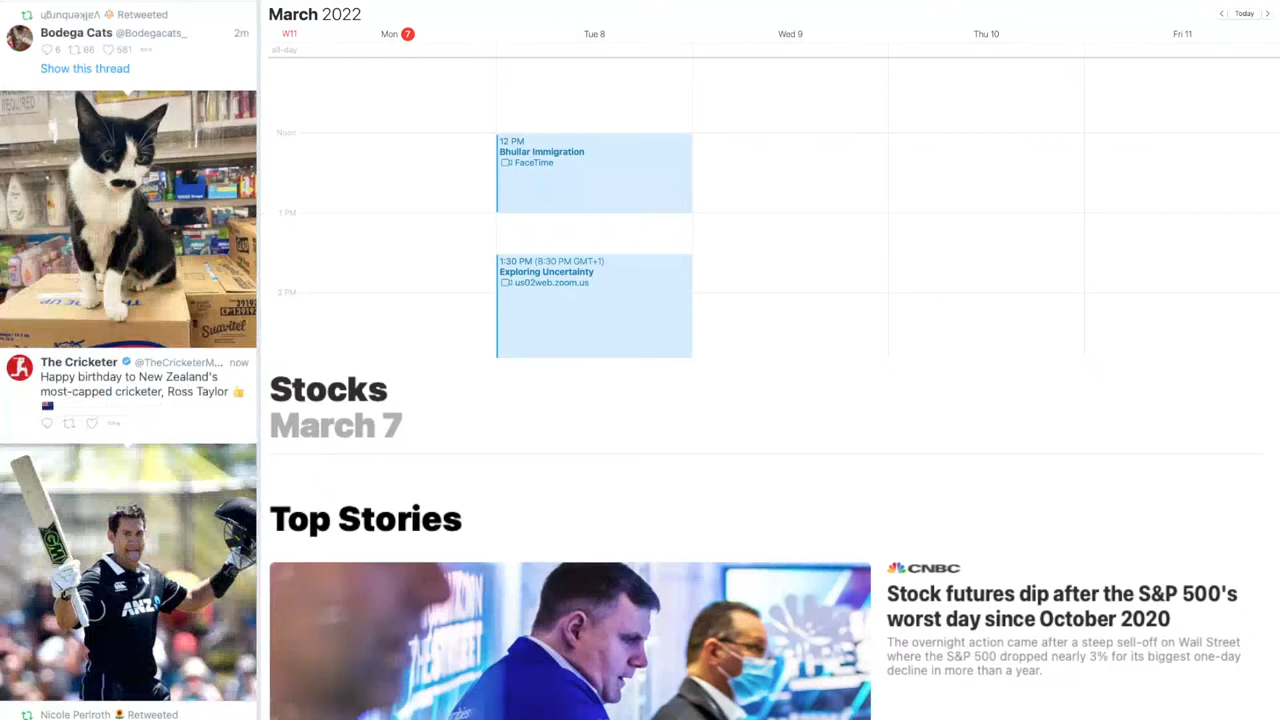 Retweeted
Bodega Cats @Bodegacats_ 2m
6 66 581
Show this thread
The Cricketer @TheCricketerM... now
Happy birthday to New Zealand's
most-capped cricketer, Ross Taylor
ANZ
Nicole Perlroth 🌻 Retweeted
March 2022
Today
W11
Mon 7
Tue 8
Wed 9
Thu 10
Fri 11
all-day
Noon
12 PM
Bhullar Immigration
FaceTime
1 PM
1:30 PM (8:30 PM GMT+1)
Exploring Uncertainty
us02web.zoom.us
2 PM
Stocks
March 7
Top Stories
CNBC
Stock futures dip after the S&P 500's
worst day since October 2020
The overnight action came after a steep sell-off on Wall Street
where the S&P 500 dropped nearly 3% for its biggest one-day
decline in more than a year.
Suavitel
GM